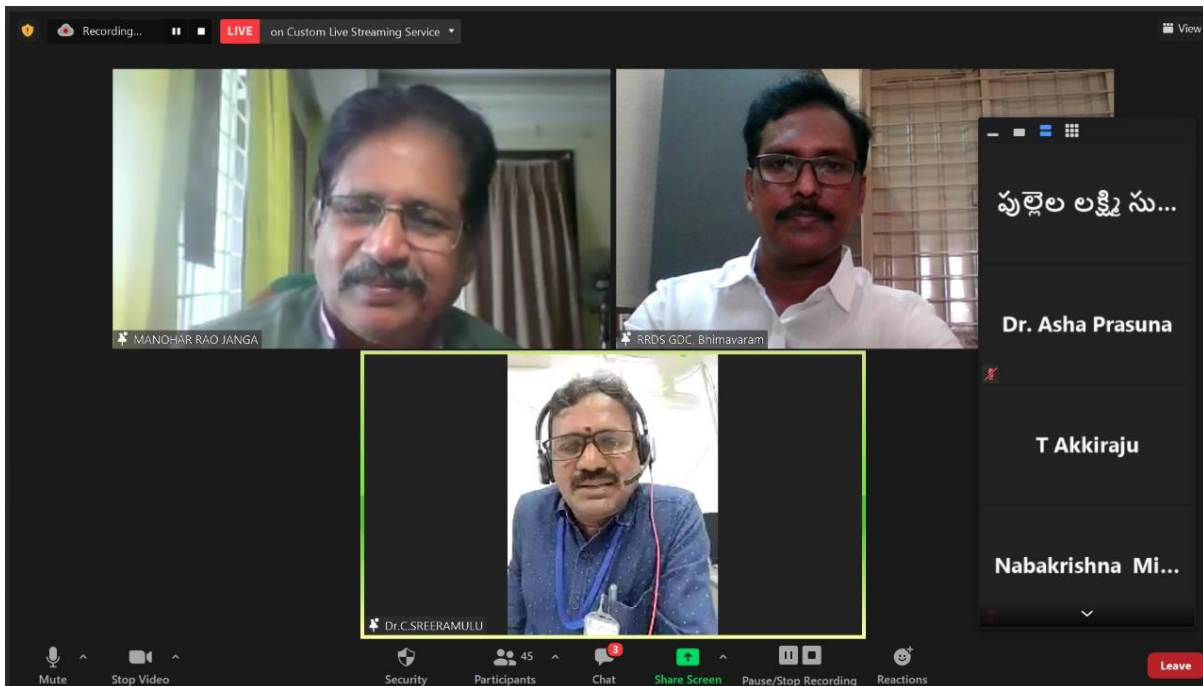 Recording...
LIVE on Custom Live Streaming Service
View
MANOHAR RAO JANGA
RRDS GDC, Bhimavaram
పుల్లెల లక్ష్మి సు...
Dr. Asha Prasuna
T Akkiraju
Nabakrishna Mi...
Dr.C.SREERAMULU
Mute
Stop Video
Security
45
Participants
3
Chat
Share Screen
Pause/Stop Recording
Reactions
Leave